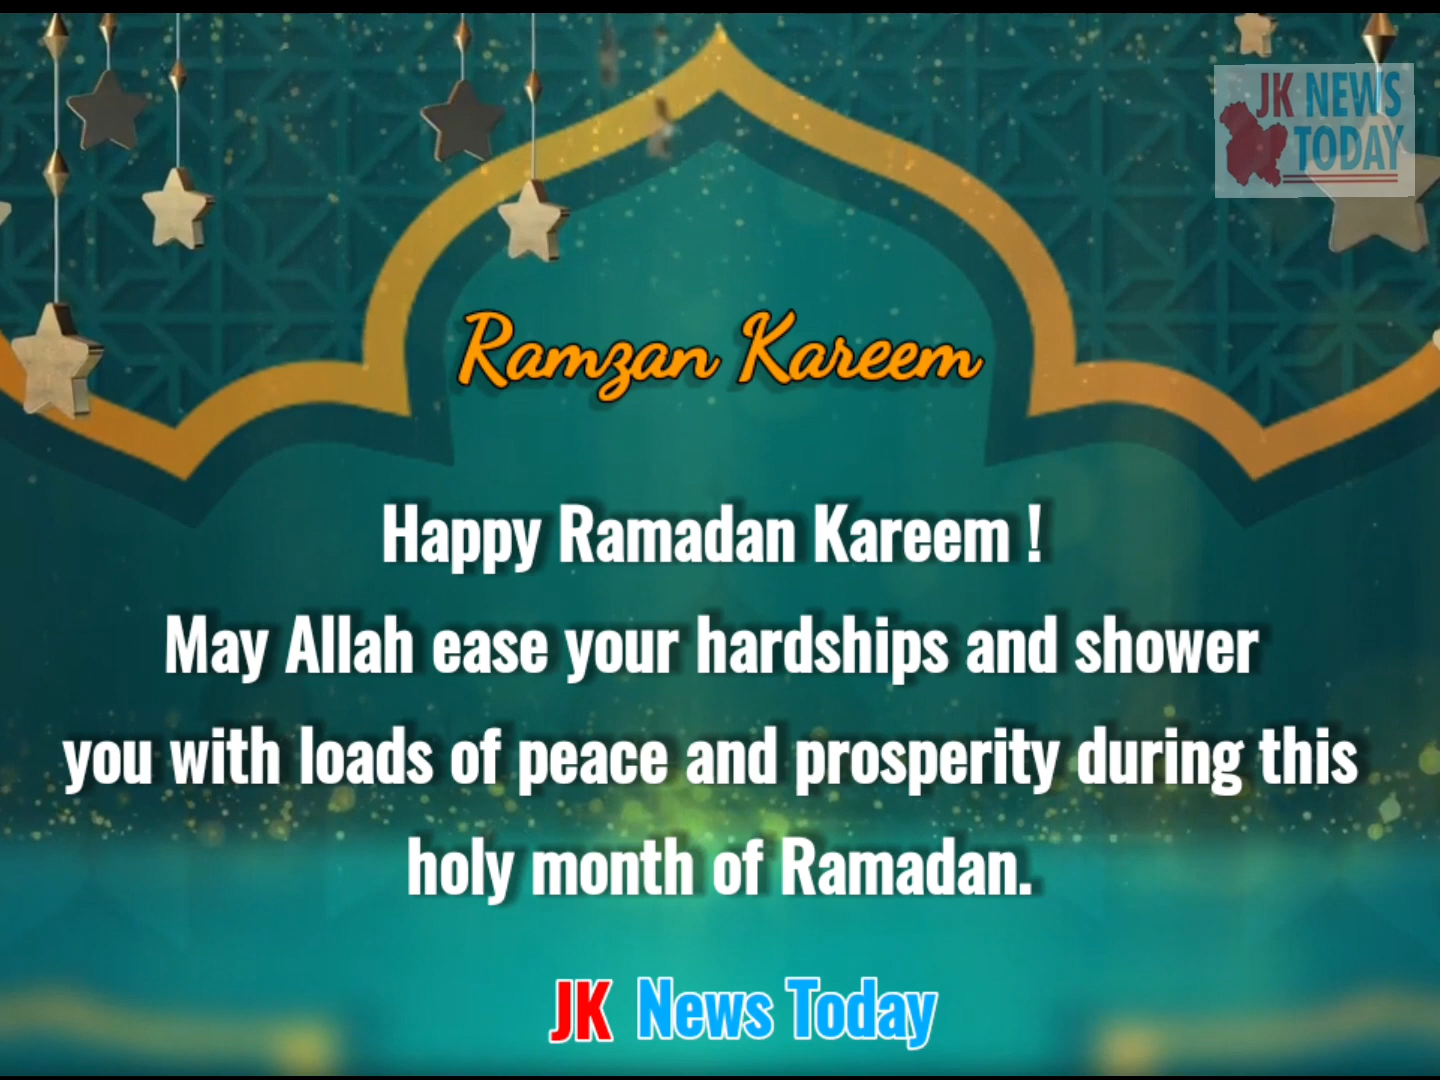 JK NEWS
TODAY
Ramzan Kareem
Happy Ramadan Kareem !
May Allah ease your hardships and shower
you with loads of peace and prosperity during this
holy month of Ramadan.
JK News Today